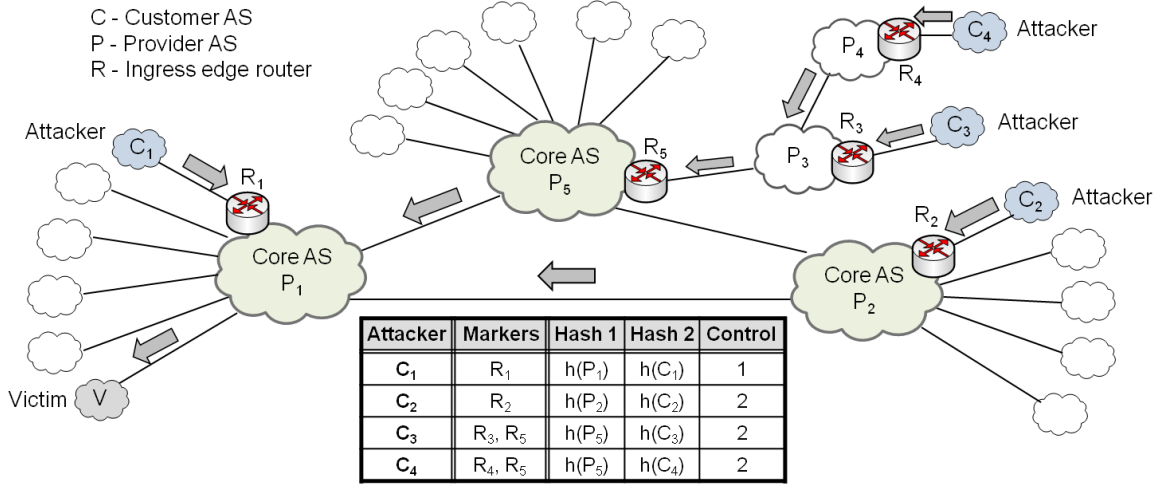 C - Customer AS
P - Provider AS
R - Ingress edge router
C₄ Attacker
P₄
R₄
Attacker
C₁
R₁
Core AS
P₅
R₅
P₃
R₃
C₃ Attacker
C₂ Attacker
R₂
Core AS
P₁
Core AS
P₂
Victim V
Attacker Markers Hash 1 Hash 2 Control
C₁ R₁ h(P₁) h(C₁) 1
C₂ R₂ h(P₂) h(C₂) 2
C₃ R₃, R₅ h(P₅) h(C₃) 2
C₄ R₄, R₅ h(P₅) h(C₄) 2